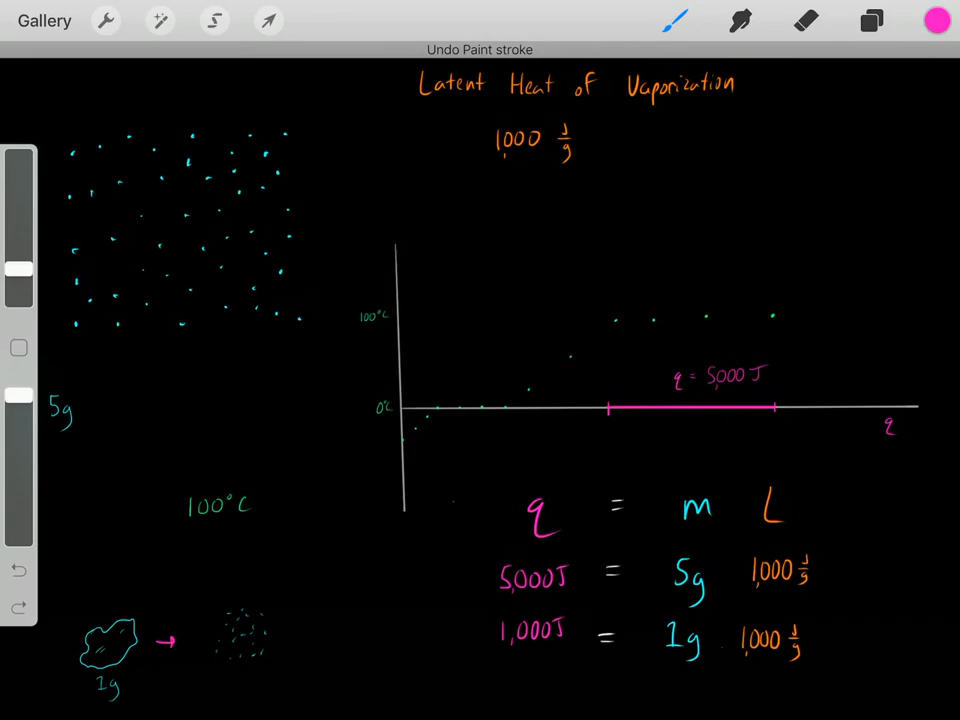 Gallery
Undo Paint stroke
Latent Heat of Vaporization
1,000 J/g
100°C
q = 5,000 J
0°C
q
5g
100°C
q = m L
5,000J = 5g 1,000 J/g
1,000J = 1g . 1,000 J/g
1g